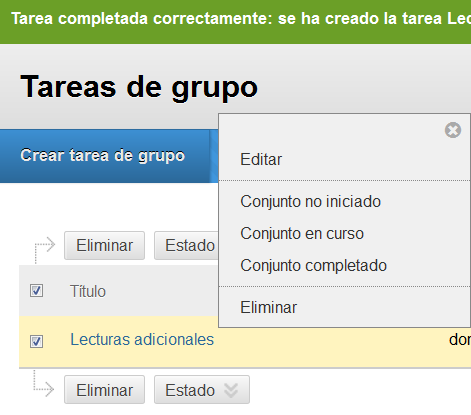 Tarea completada correctamente: se ha creado la tarea Lec
Tareas de grupo
Crear tarea de grupo
Editar
Conjunto no iniciado
Conjunto en curso
Conjunto completado
Eliminar
Eliminar Estado
Título
Lecturas adicionales dor
Eliminar Estado